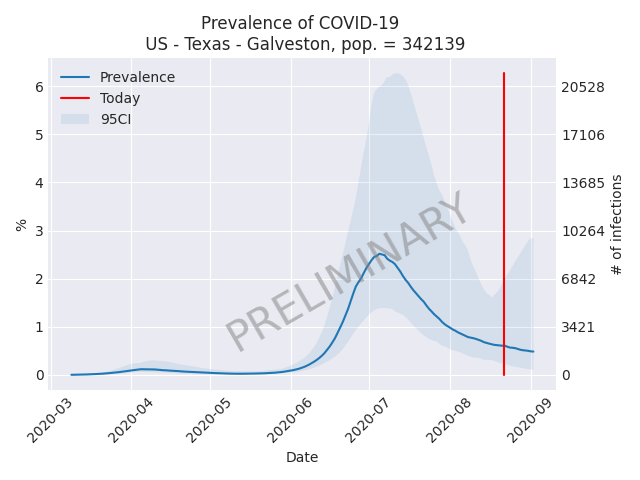 Prevalence of COVID-19
US - Texas - Galveston, pop. = 342139
Prevalence
Today
95CI
6
5
4
3
2
1
0
%
20528
17106
13685
10264
6842
3421
0
# of infections
PRELIMINARY
2020-03
2020-04
2020-05
2020-06
2020-07
2020-08
2020-09
Date